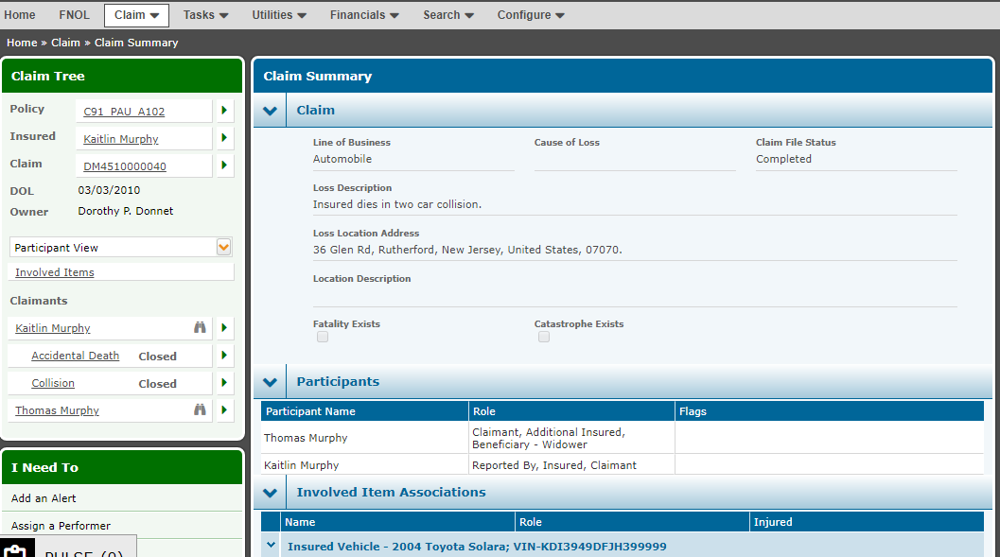 Home FNOL Claim Tasks Utilities Financials Search Configure
Home » Claim » Claim Summary
Claim Tree
Policy C91_PAU_A102
Insured Kaitlin Murphy
Claim DM4510000040
DOL 03/03/2010
Owner Dorothy P. Donnet
Participant View
Involved Items
Claimants
Kaitlin Murphy
Accidental Death Closed
Collision Closed
Thomas Murphy
I Need To
Add an Alert
Assign a Performer
PULSE (0)
Claim Summary
Claim
Line of Business Cause of Loss Claim File Status
Automobile Completed
Loss Description
Insured dies in two car collision.
Loss Location Address
36 Glen Rd, Rutherford, New Jersey, United States, 07070.
Location Description
Fatality Exists Catastrophe Exists
Participants
Participant Name Role Flags
Thomas Murphy Claimant, Additional Insured,
Beneficiary - Widower
Kaitlin Murphy Reported By, Insured, Claimant
Involved Item Associations
Name Role Injured
Insured Vehicle - 2004 Toyota Solara; VIN-KDI3949DFJH399999